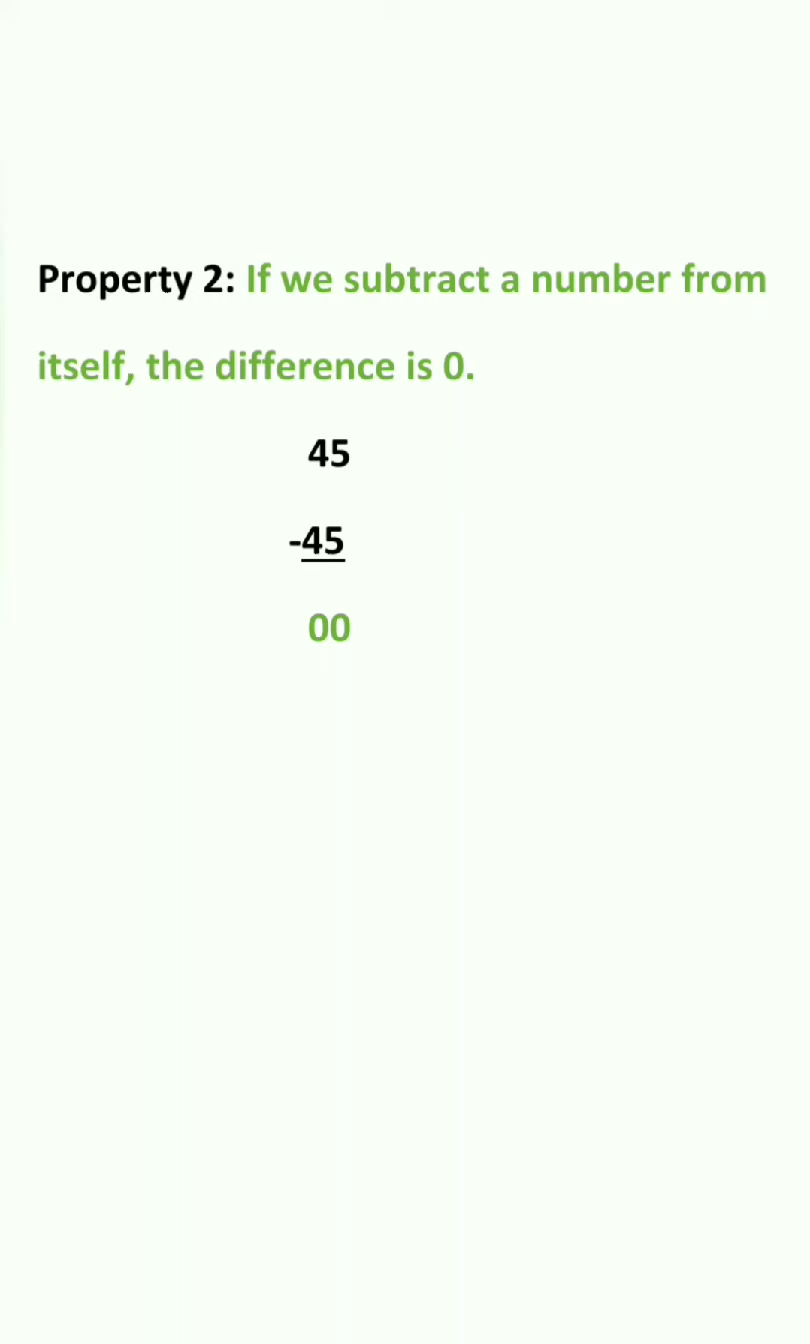 Property 2: If we subtract a number from
itself, the difference is 0.
45
-45
00